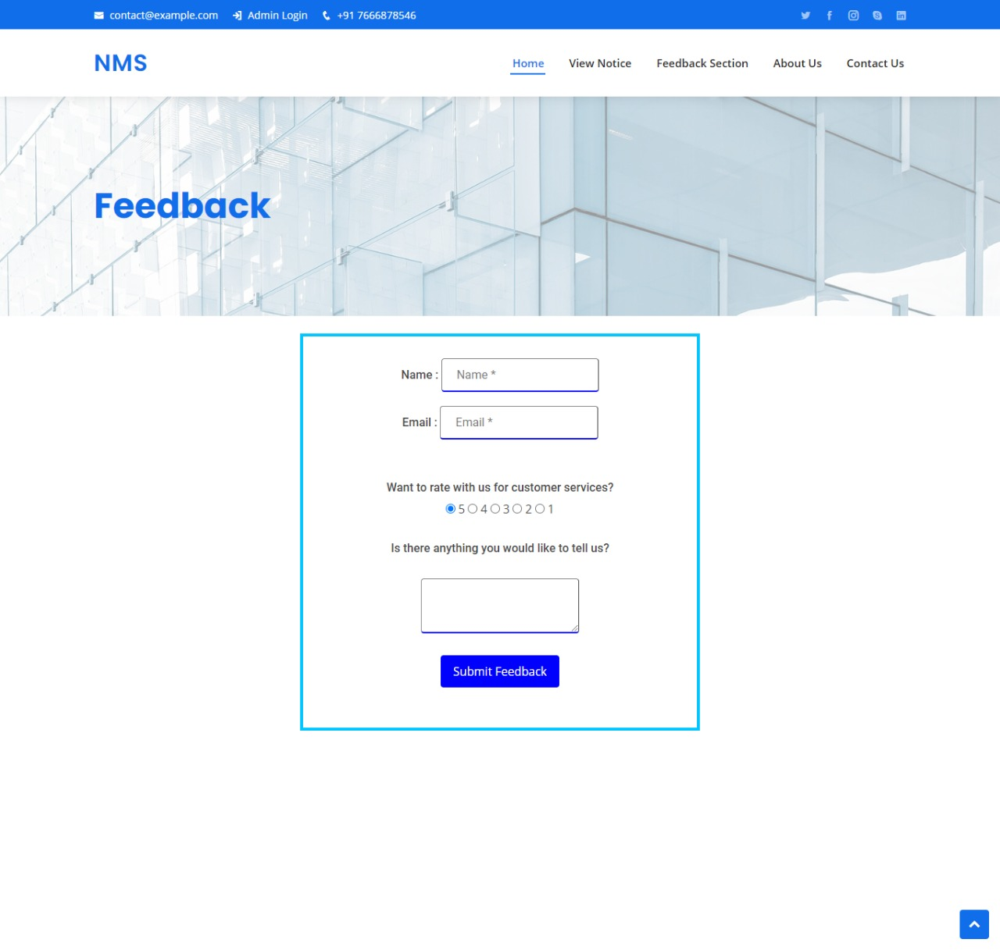 contact@example.com Admin Login +91 7666878546
NMS Home View Notice Feedback Section About Us Contact Us
Feedback
Name : Name *
Email : Email *
Want to rate with us for customer services?
5 4 3 2 1
Is there anything you would like to tell us?
Submit Feedback